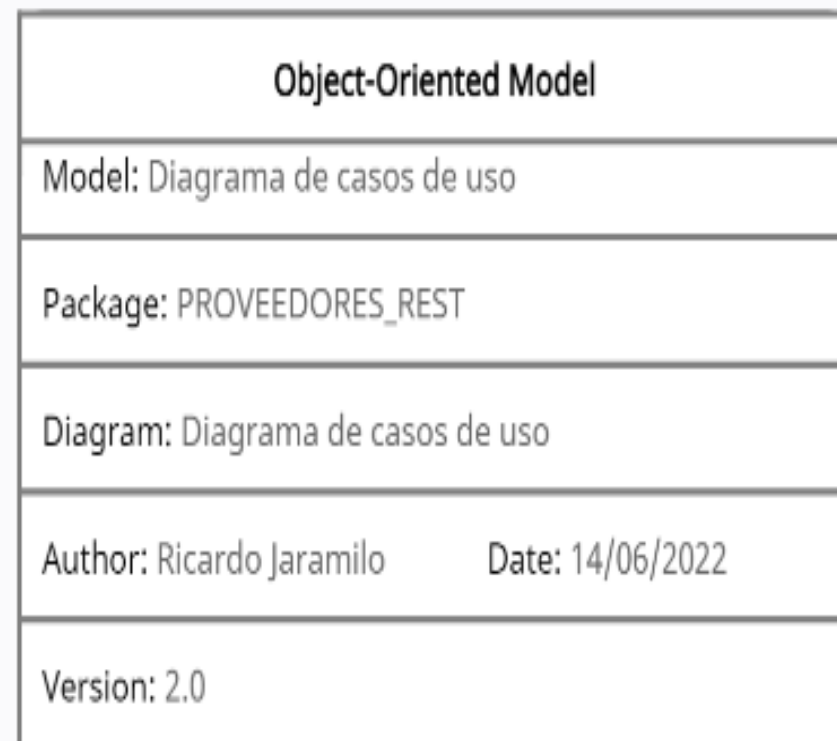 Object-Oriented Model
Model: Diagrama de casos de uso
Package: PROVEEDORES_REST
Diagram: Diagrama de casos de uso
Author: Ricardo Jaramilo Date: 14/06/2022
Version: 2.0